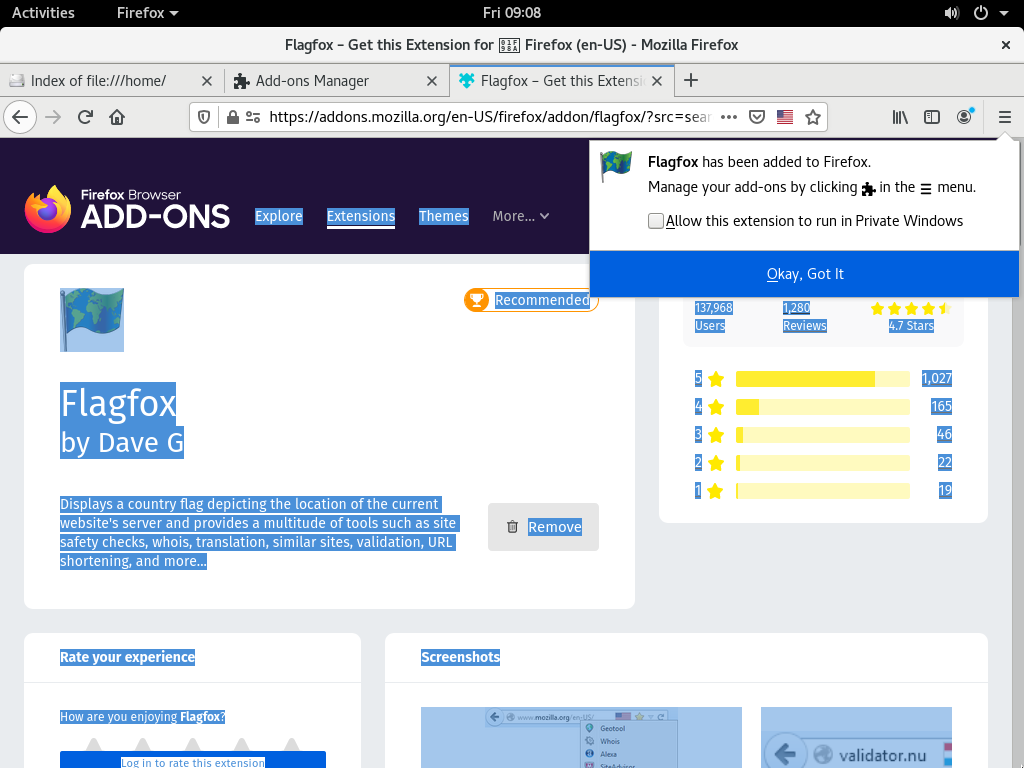 Activities
Firefox
Fri 09:08
Flagfox – Get this Extension for 01F98A Firefox (en-US) - Mozilla Firefox
Index of file:///home/
Add-ons Manager
Flagfox – Get this Extensi
https://addons.mozilla.org/en-US/firefox/addon/flagfox/?src=sear
Flagfox has been added to Firefox.
Manage your add-ons by clicking in the menu.
Allow this extension to run in Private Windows
Okay, Got It
Firefox Browser
ADD-ONS
Explore
Extensions
Themes
More...
Recommended
Flagfox
by Dave G
Displays a country flag depicting the location of the current
website's server and provides a multitude of tools such as site
safety checks, whois, translation, similar sites, validation, URL
shortening, and more...
Remove
137,968
Users
1,280
Reviews
4.7 Stars
5 1,027
4 165
3 46
2 22
1 19
Rate your experience
How are you enjoying Flagfox?
Log in to rate this extension
Screenshots
www.mozilla.org/en-US/
Geotool
Whois
Alexa
SiteAdvisor
validator.nu